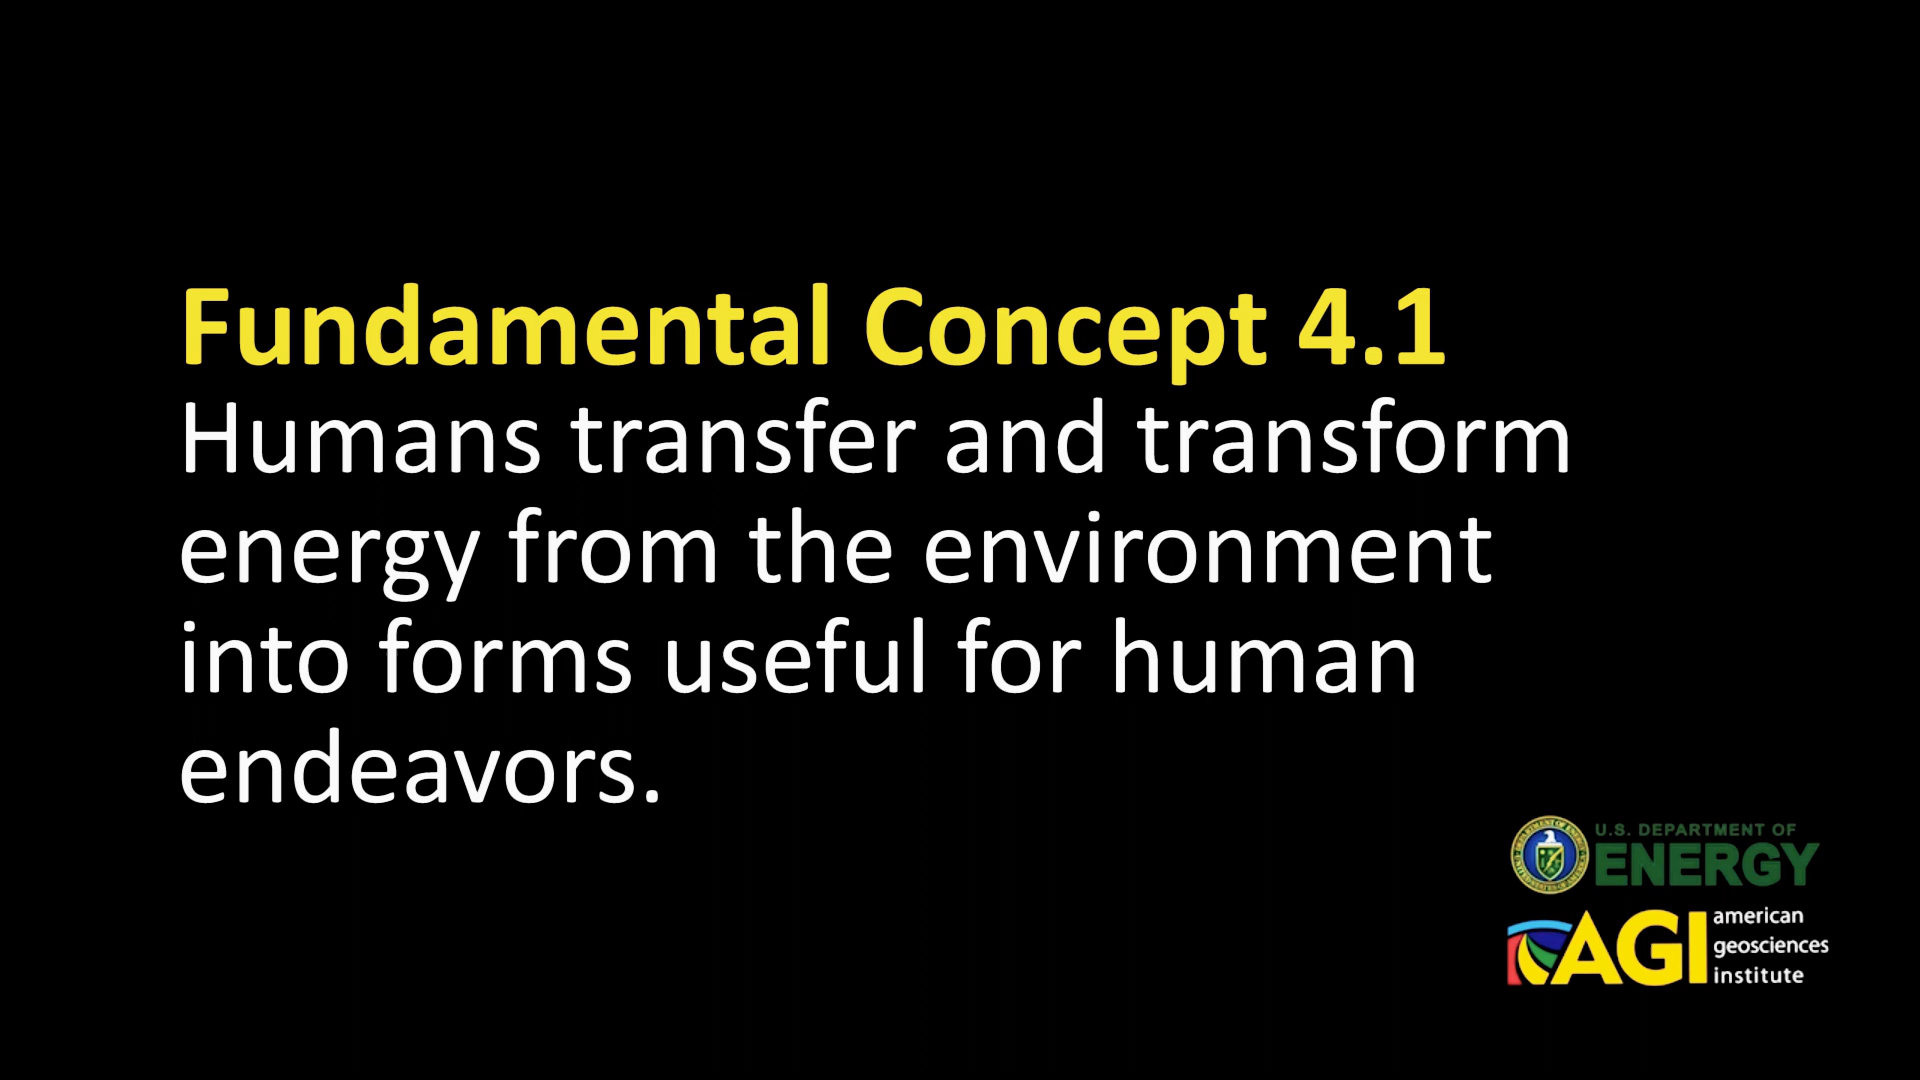 Fundamental Concept 4.1
Humans transfer and transform
energy from the environment
into forms useful for human
endeavors.
U.S. DEPARTMENT OF
ENERGY
AGI
american
geosciences
institute